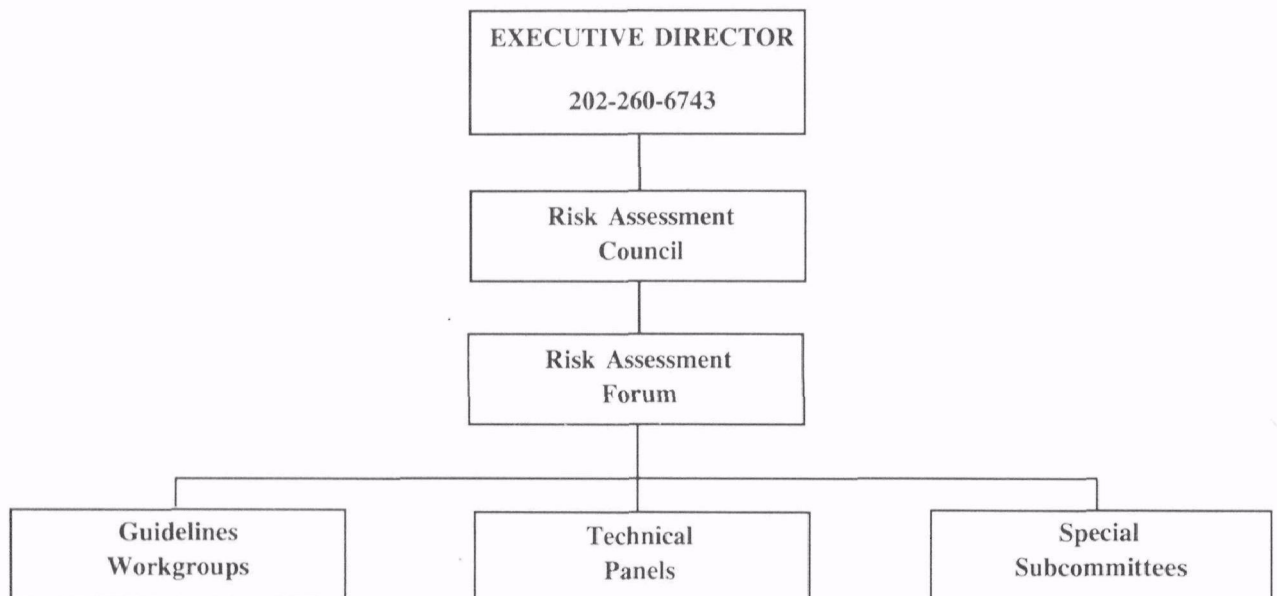 EXECUTIVE DIRECTOR
202-260-6743
Risk Assessment
Council
Risk Assessment
Forum
Guidelines
Workgroups
Technical
Panels
Special
Subcommittees